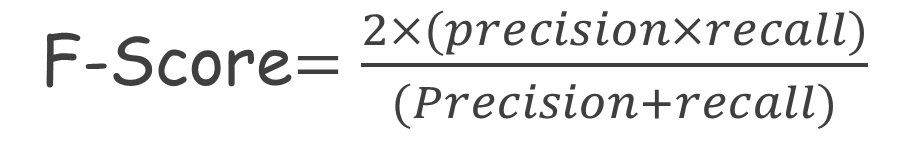 F-Score= 2×(precision×recall)
(Precision+recall)